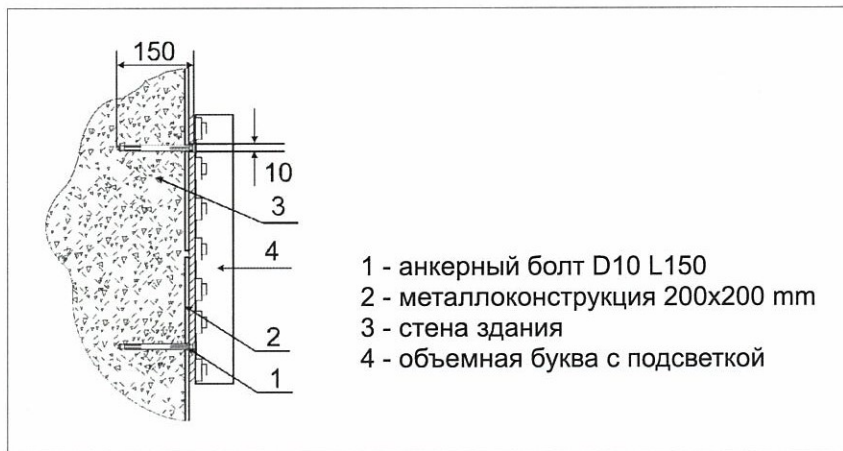 150
10
3
4
2
1
1 - анкерный болт D10 L150
2 - металлоконструкция 200x200 mm
3 - стена здания
4 - объемная буква с подсветкой